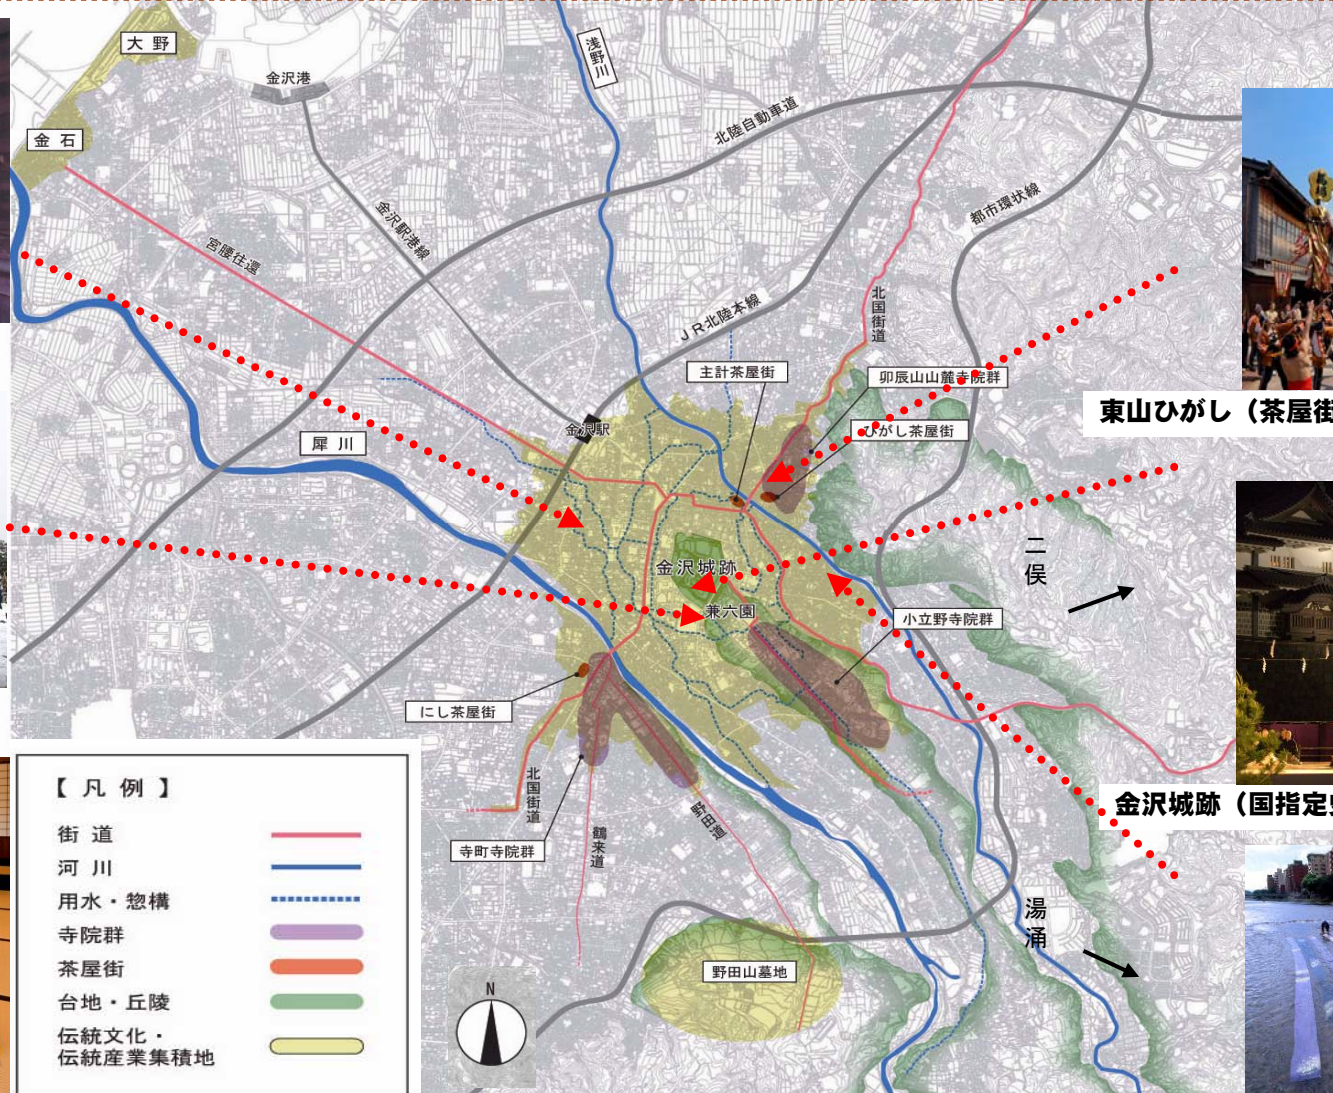 大野
金沢港
浅野川
金石
北陸自動車道
都市環状線
金沢駅港線
宮腰往還
北国街道
JR北陸本線
主計茶屋街
卯辰山山麓寺院群
東山ひがし（茶屋街
金沢駅
ひがし茶屋街
犀川
二俣
金沢城跡
兼六園
小立野寺院群
にし茶屋街
北国街道
野田道
鶴来道
寺町寺院群
金沢城跡（国指定
湯涌
野田山墓地
N
【凡例】
街道
河川
用水・惣構
寺院群
茶屋街
台地・丘陵
伝統文化・
伝統産業集積地